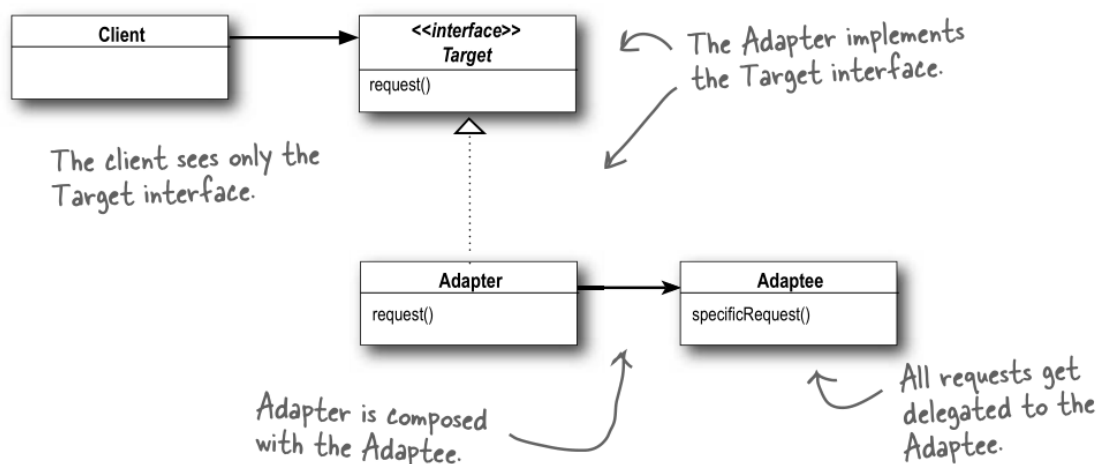 Client
<<interface>>
Target
request()
The Adapter implements
the Target interface.
The client sees only the
Target interface.
Adapter
request()
Adaptee
specificRequest()
Adapter is composed
with the Adaptee.
All requests get
delegated to the
Adaptee.